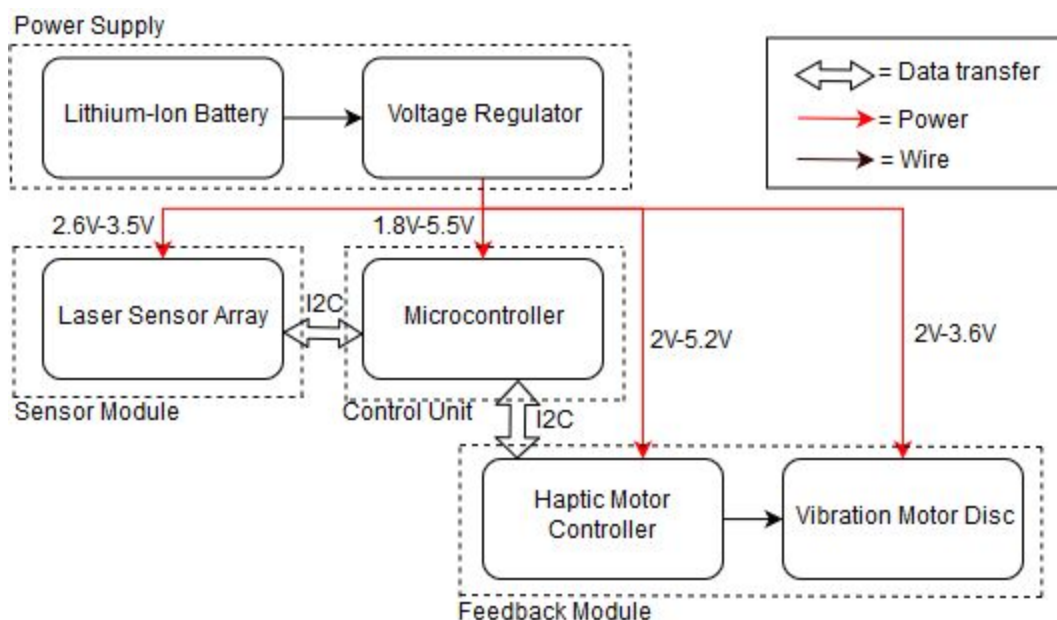 Power Supply
Lithium-Ion Battery
Voltage Regulator
= Data transfer
= Power
= Wire
2.6V-3.5V
1.8V-5.5V
Laser Sensor Array
I2C
Microcontroller
2V-5.2V
2V-3.6V
Sensor Module
Control Unit
I2C
Haptic Motor
Controller
Vibration Motor Disc
Feedback Module